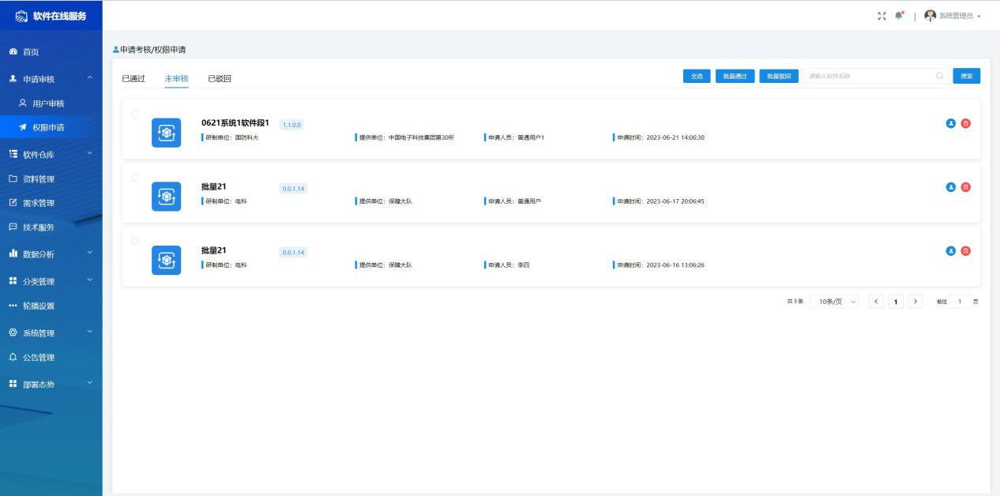 软件在线服务
系统管理员
首页
申请审核
用户审核
权限申请
软件仓库
资料管理
需求管理
技术服务
数据分析
分类管理
轮播设置
系统管理
公告管理
部署态势
申请考核/权限申请
已通过 未审核 已驳回 全选 批量通过 批量驳回 请输入软件名称 搜索
0621系统1软件段1 1.1.0.0
研制单位：国防科大 提供单位：中国电子科技集团第30所 申请人员：普通用户1 申请时间：2023-06-21 14:06:30
批量21 0.0.1.14
研制单位：电科 提供单位：保障大队 申请人员：普通用户 申请时间：2023-06-17 20:06:45
批量21 0.0.1.14
研制单位：电科 提供单位：保障大队 申请人员：李四 申请时间：2023-06-16 13:06:26
共 3 条 10条/页 1 前往 1 页